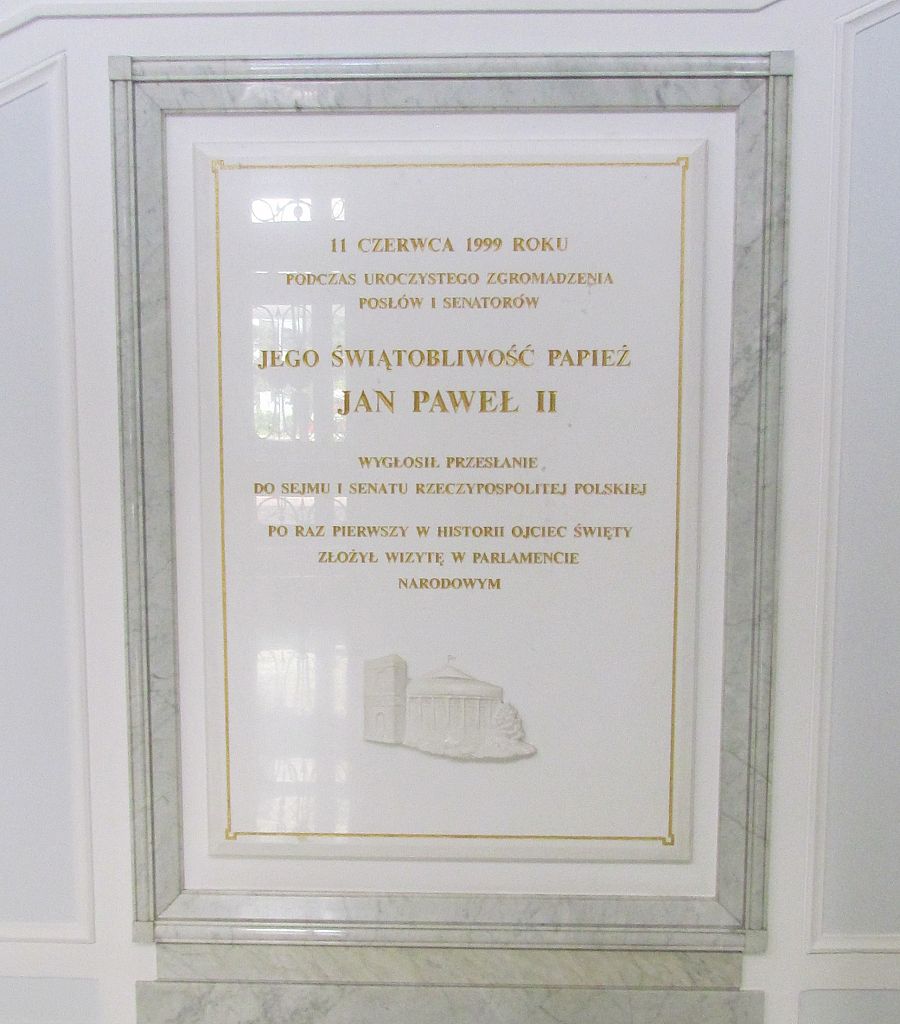 11 CZERWCA 1999 ROKU
PODCZAS UROCZYSTEGO ZGROMADZENIA
POSŁÓW I SENATORÓW
JEGO ŚWIĄTOBLIWOŚĆ PAPIEŻ
JAN PAWEŁ II
WYGŁOSIŁ PRZESŁANIE
DO SEJMU I SENATU RZECZYPOSPOLITEJ POLSKIEJ
PO RAZ PIERWSZY W HISTORII OJCIEC ŚWIĘTY
ZŁOŻYŁ WIZYTĘ W PARLAMENCIE
NARODOWYM